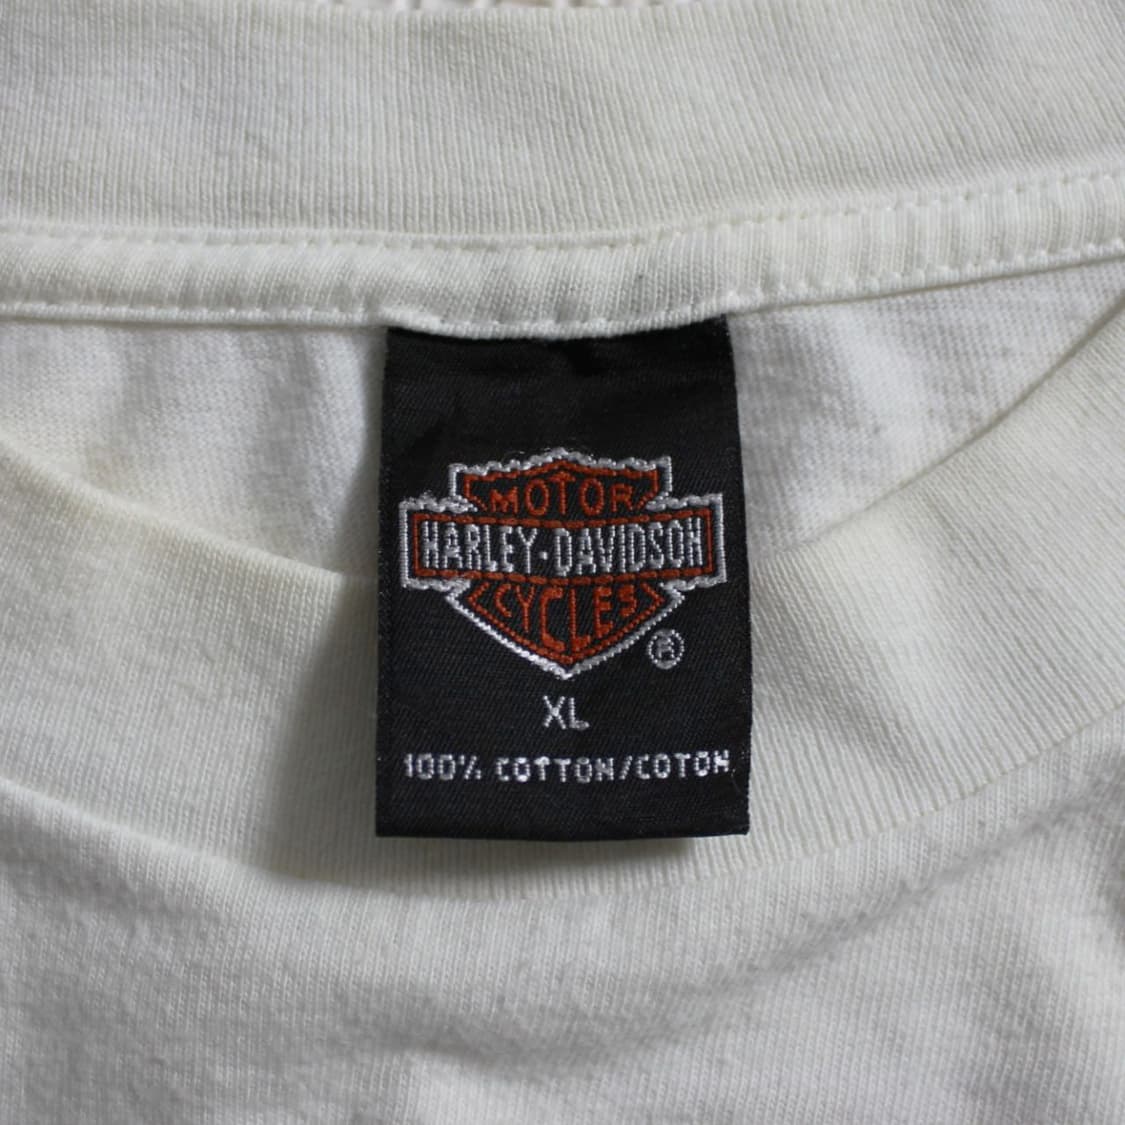 MOTOR
HARLEY-DAVIDSON
CYCLES
®
XL
100% COTTON/COTON